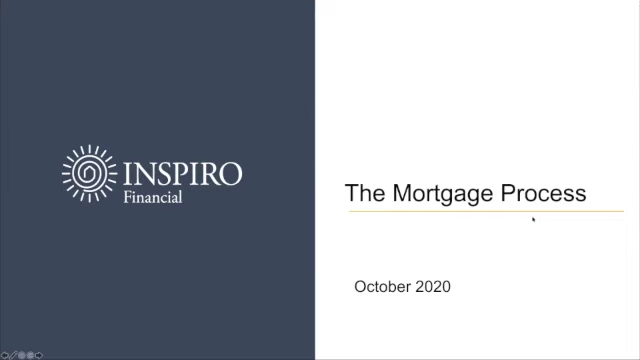 INSPIRO
Financial
The Mortgage Process
October 2020